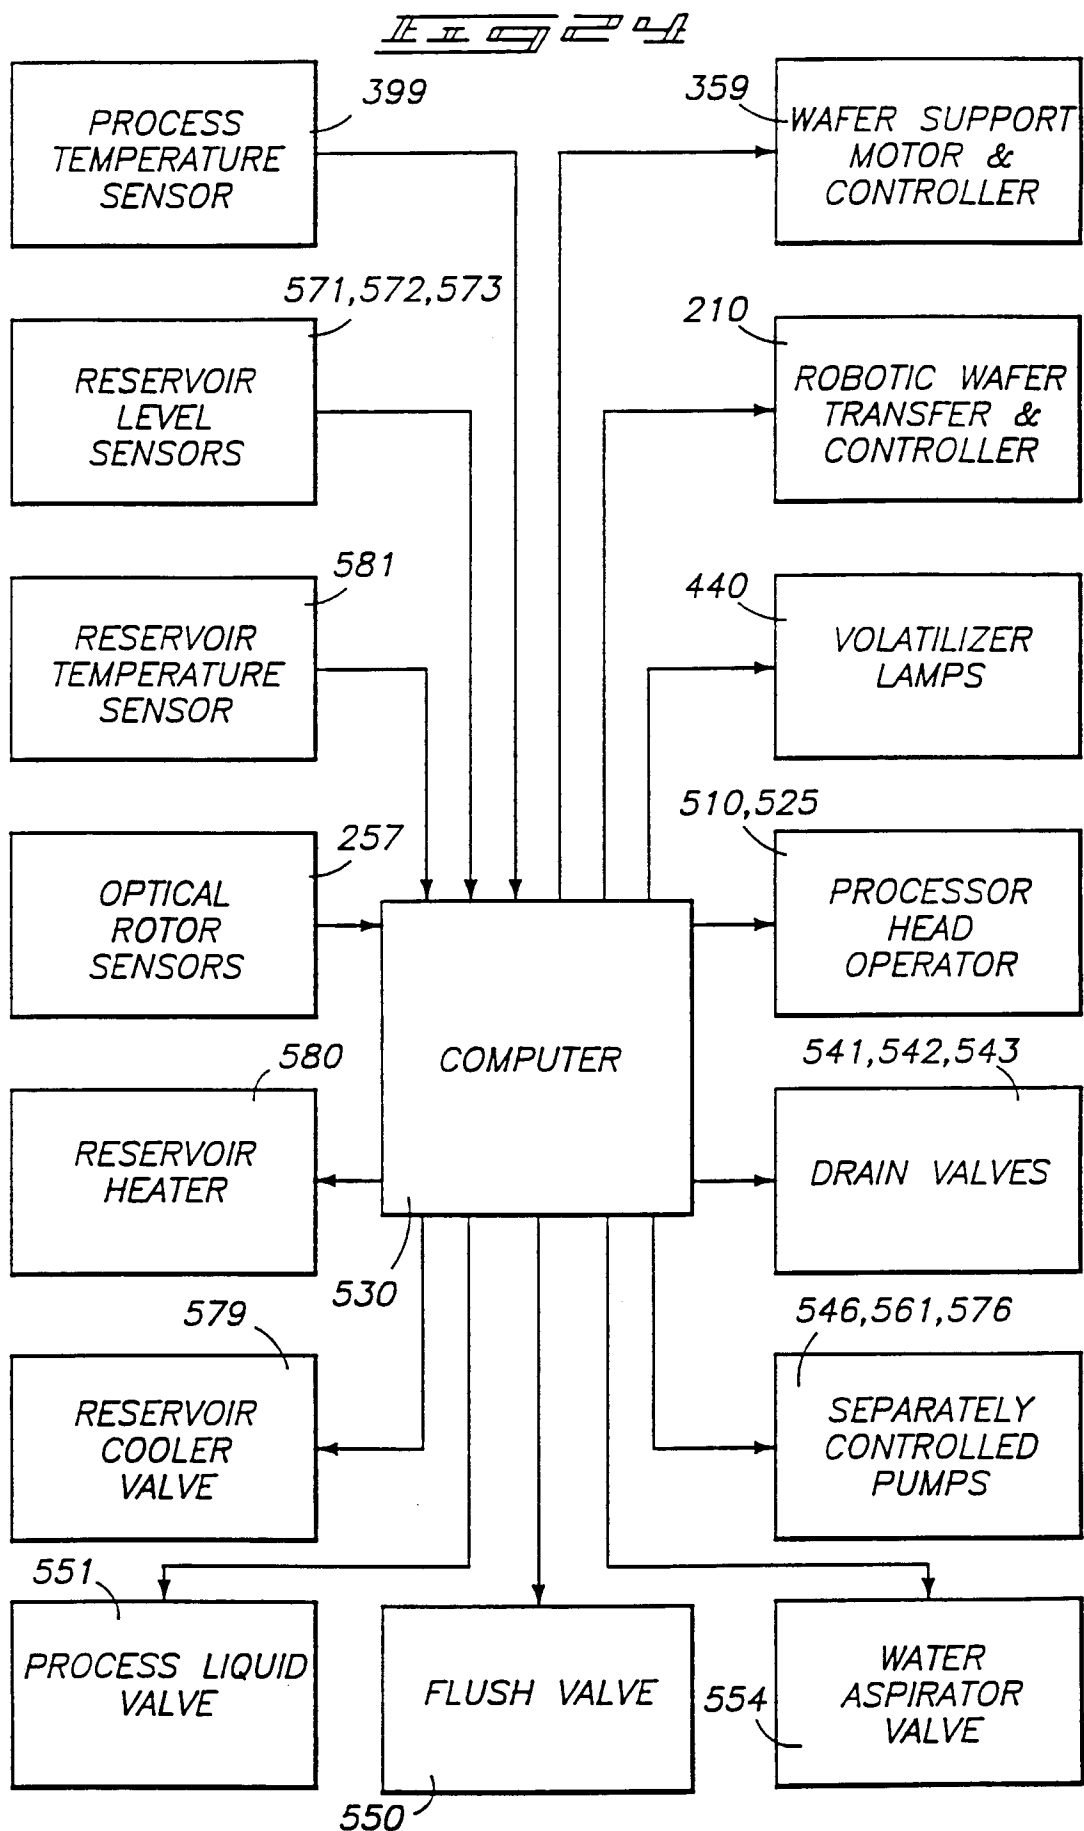 FIG 24
399
PROCESS
TEMPERATURE
SENSOR
359
WAFER SUPPORT
MOTOR &
CONTROLLER
571,572,573
RESERVOIR
LEVEL
SENSORS
210
ROBOTIC WAFER
TRANSFER &
CONTROLLER
581
RESERVOIR
TEMPERATURE
SENSOR
440
VOLATILIZER
LAMPS
257
OPTICAL
ROTOR
SENSORS
510,525
PROCESSOR
HEAD
OPERATOR
COMPUTER
530
580
RESERVOIR
HEATER
541,542,543
DRAIN VALVES
579
RESERVOIR
COOLER
VALVE
546,561,576
SEPARATELY
CONTROLLED
PUMPS
551
PROCESS LIQUID
VALVE
FLUSH VALVE
550
554
WATER
ASPIRATOR
VALVE